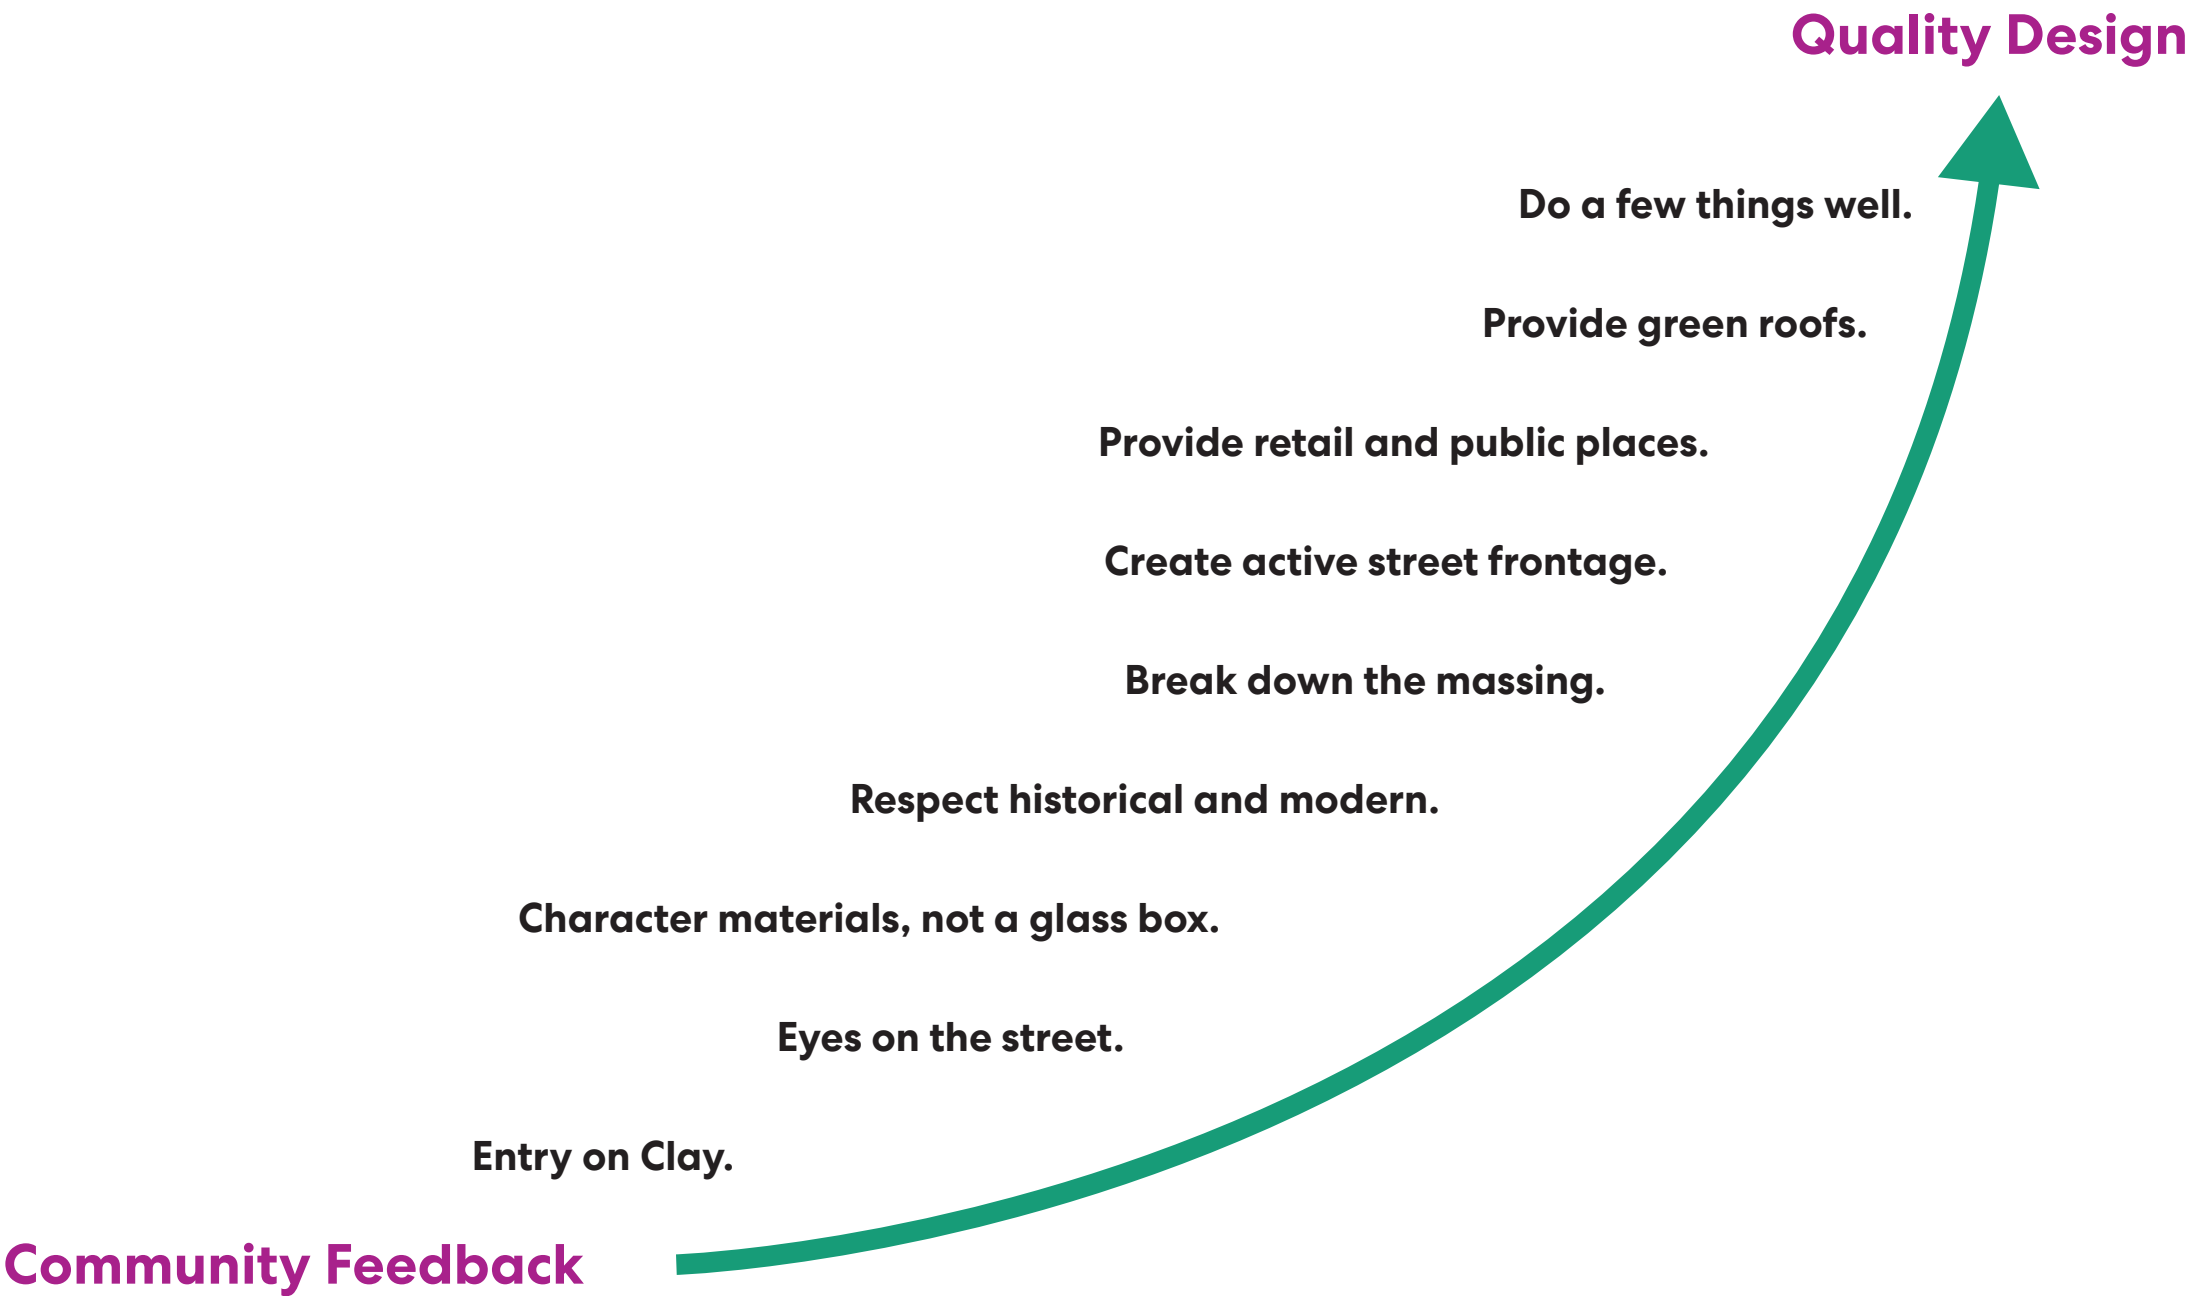 Quality Design
Do a few things well.
Provide green roofs.
Provide retail and public places.
Create active street frontage.
Break down the massing.
Respect historical and modern.
Character materials, not a glass box.
Eyes on the street.
Entry on Clay.
Community Feedback